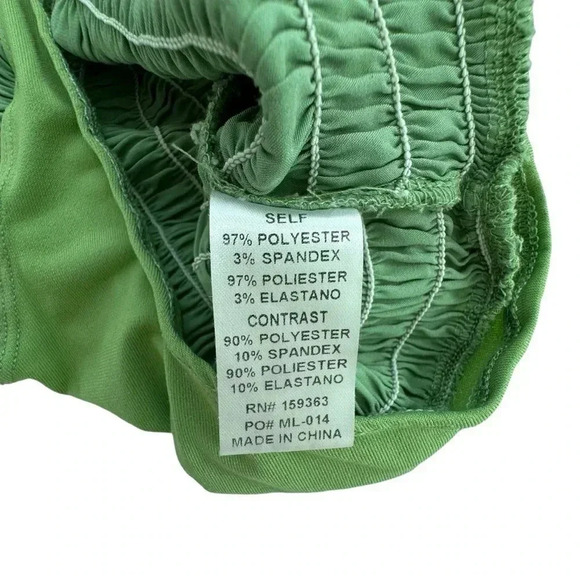 SELF
97% POLYESTER
3% SPANDEX
97% POLIESTER
3% ELASTANO
CONTRAST
90% POLYESTER
10% SPANDEX
90% POLIESTER
10% ELASTANO
RN# 159363
PO# ML-014
MADE IN CHINA